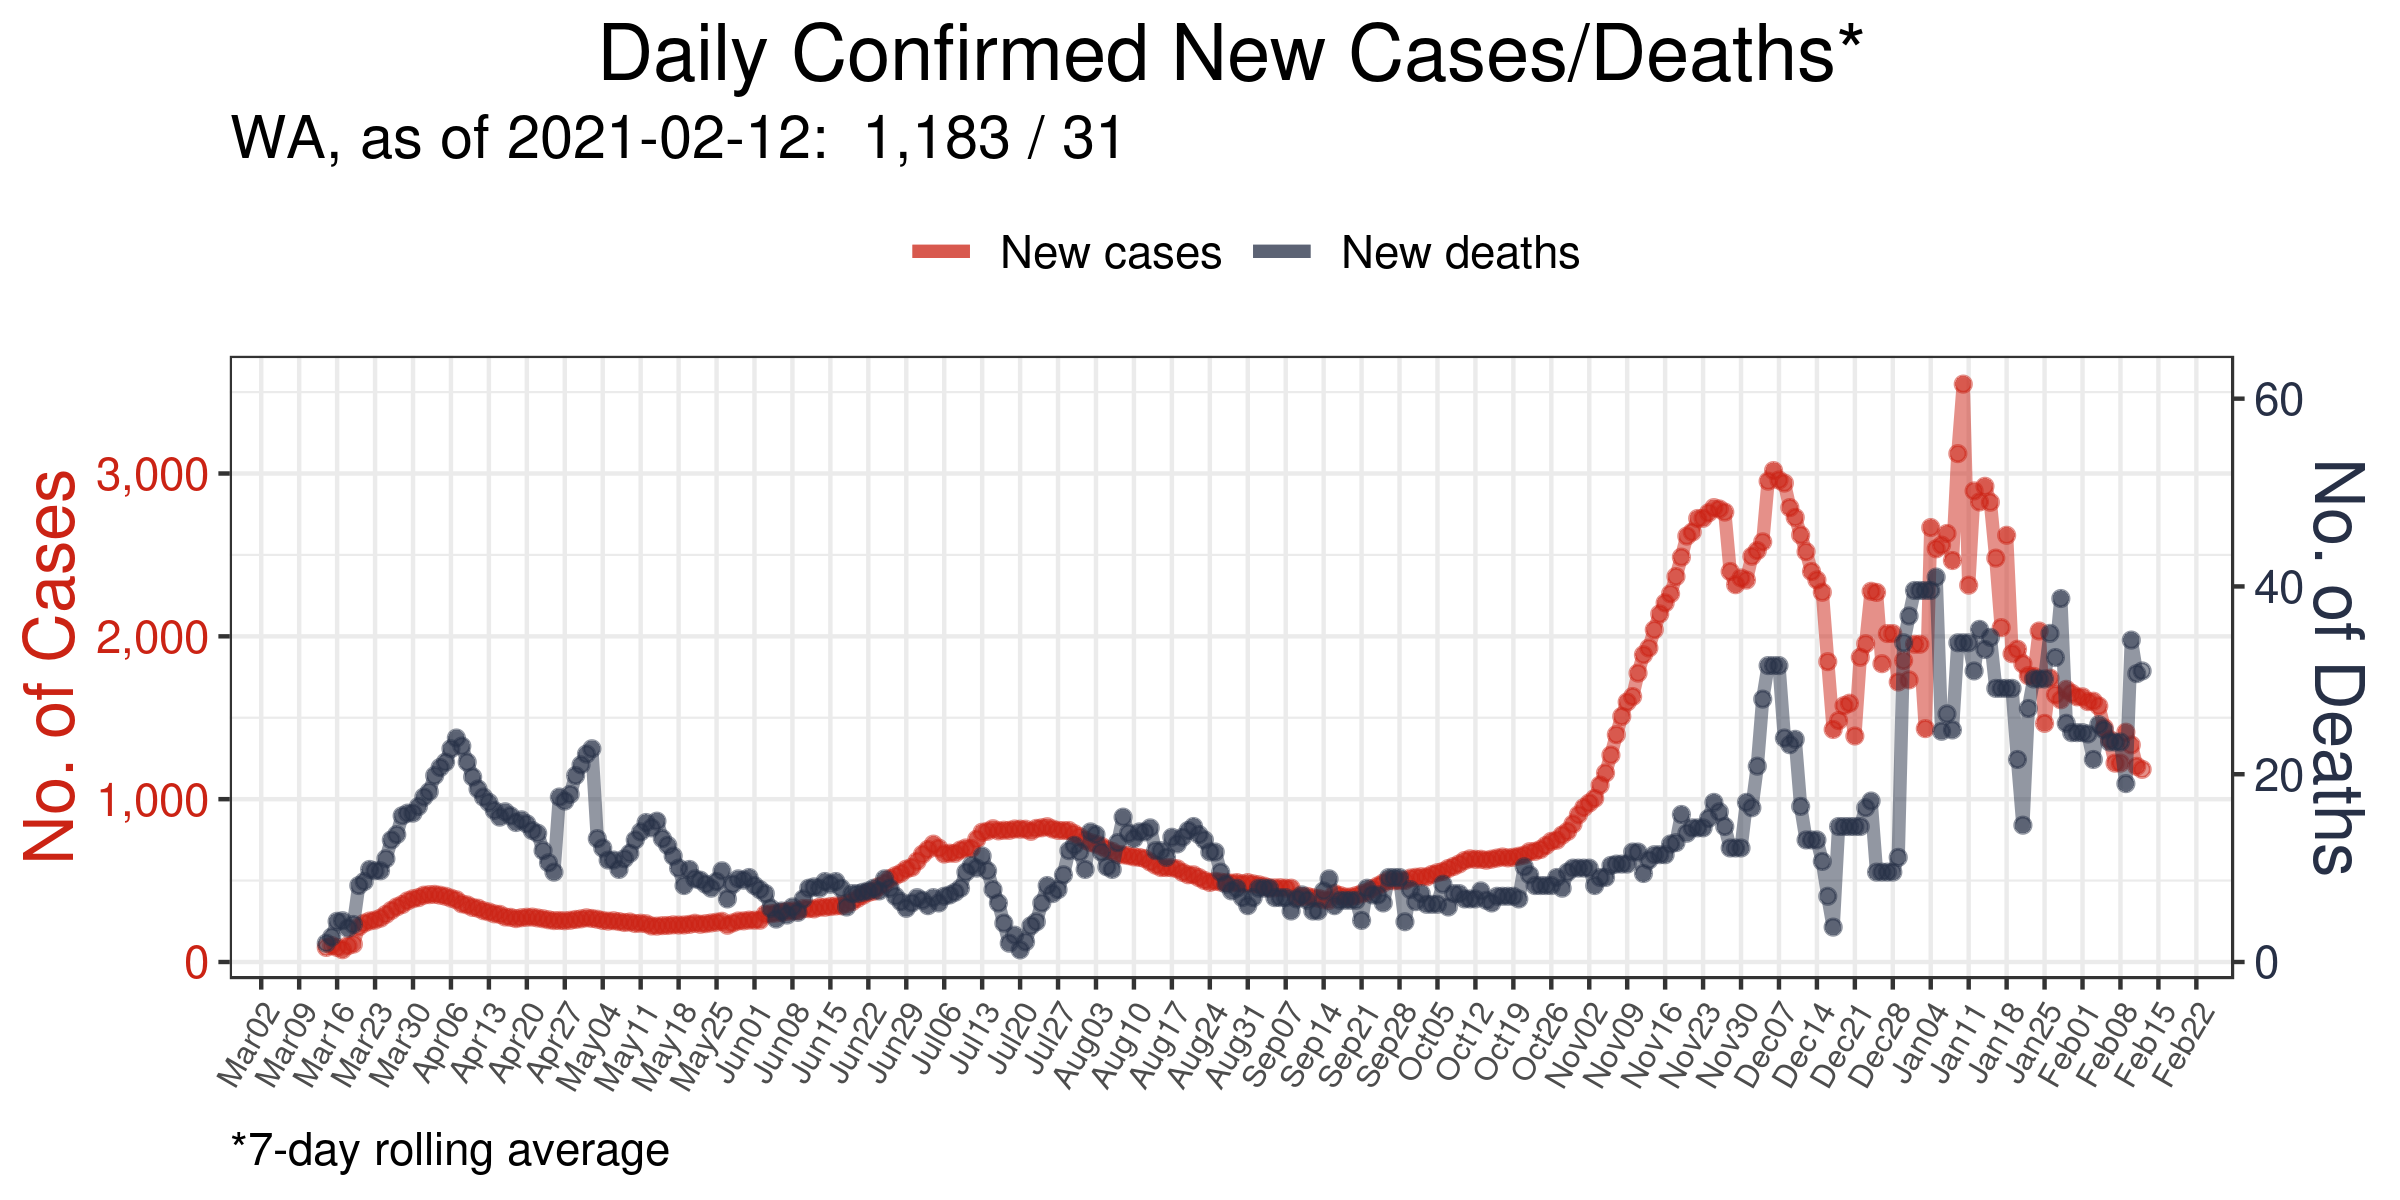 Daily Confirmed New Cases/Deaths*
WA, as of 2021-02-12:  1,183 / 31
New cases
New deaths
No. of Cases
3,000
2,000
1,000
0
60
40
20
0
No. of Deaths
Mar02
Mar09
Mar16
Mar23
Mar30
Apr06
Apr13
Apr20
Apr27
May04
May11
May18
May25
Jun01
Jun08
Jun15
Jun22
Jun29
Jul06
Jul13
Jul20
Jul27
Aug03
Aug10
Aug17
Aug24
Aug31
Sep07
Sep14
Sep21
Sep28
Oct05
Oct12
Oct19
Oct26
Nov02
Nov09
Nov16
Nov23
Nov30
Dec07
Dec14
Dec21
Dec28
Jan04
Jan11
Jan18
Jan25
Feb01
Feb08
Feb15
Feb22
*7-day rolling average